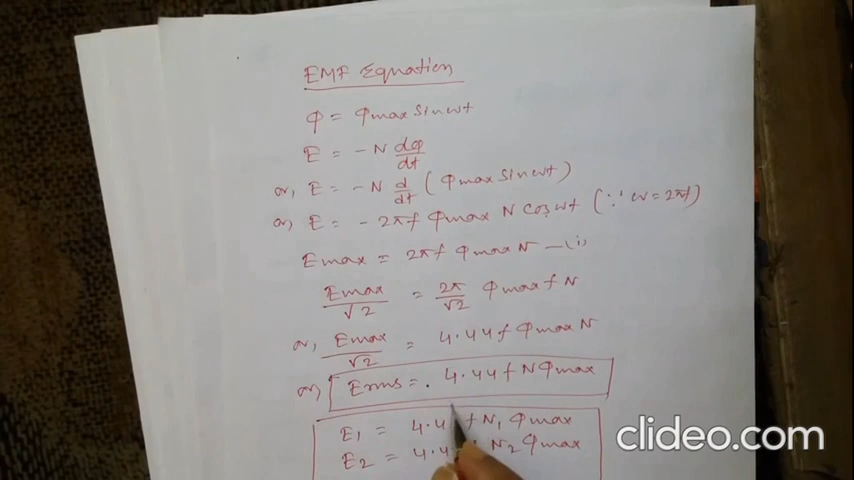 EMF Equation
φ = φmax Sinωt
E = -N dφ/dt
or, E = -N d/dt (φmax Sinωt)
or, E = -2πf φmax N cosωt (∵ ω = 2πf)
Emax = 2πf φmax N —(i)
Emax/√2 = 2π/√2 φmax f N
or, Emax/√2 = 4.44f φmax N
or, Erms = 4.44f N φmax
E1 = 4.4 f N1 φmax
E2 = 4.4 N2 φmax
clideo.com